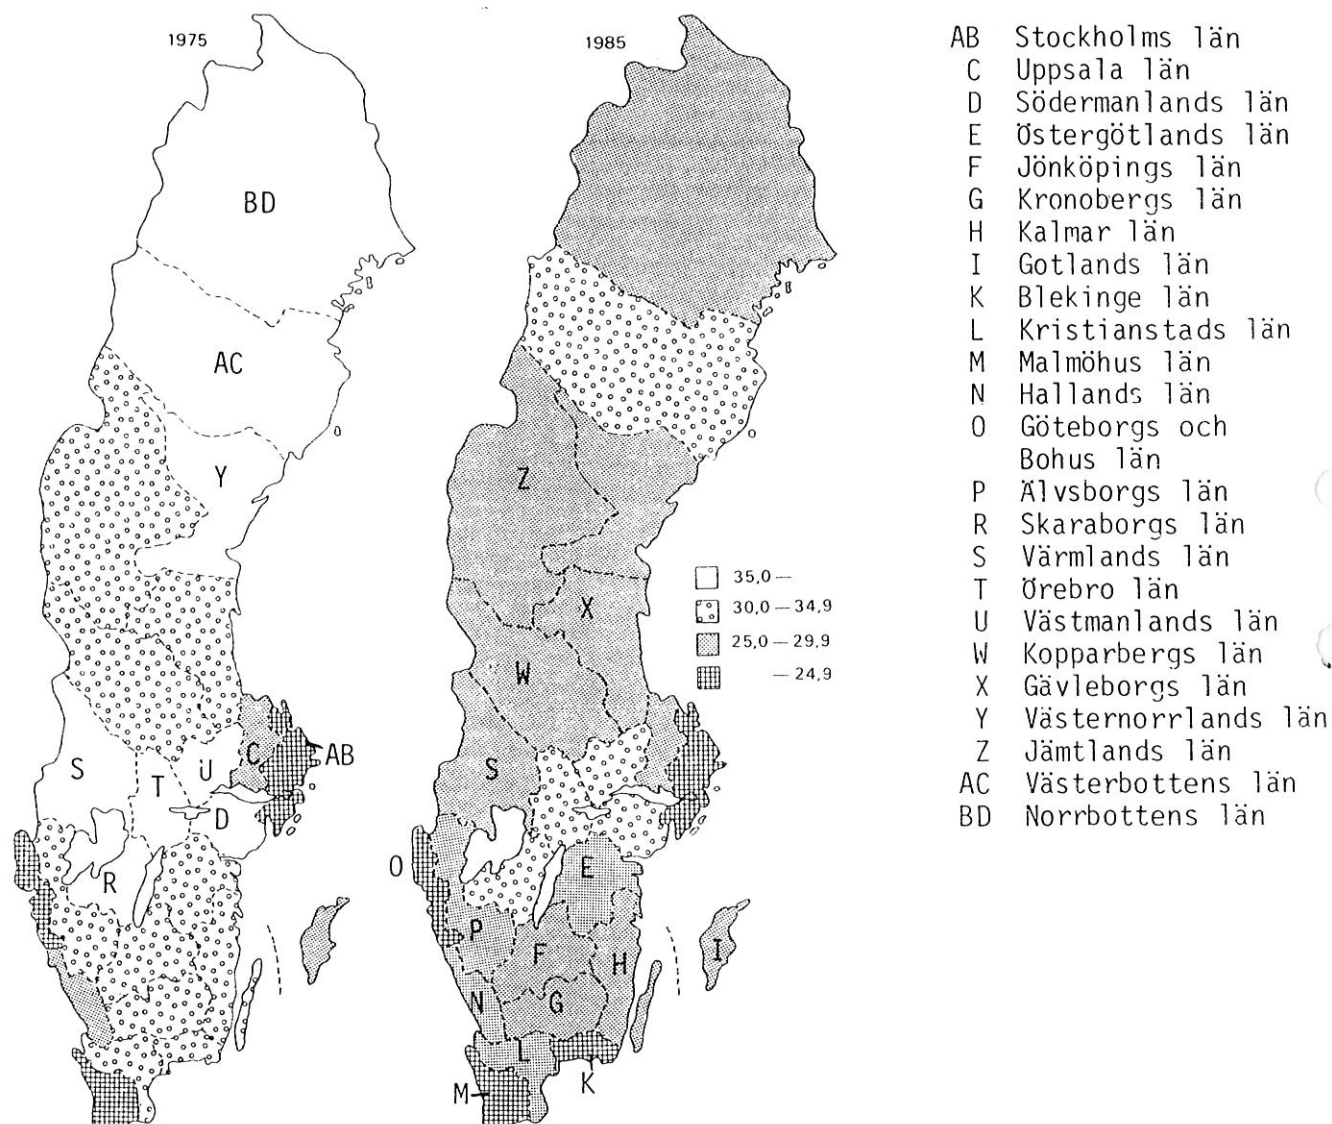 1975
BD
AC
Y
AB
C
S
T
U
D
R
1985
Z
X
W
S
O
E
P
F
H
I
N
G
L
K
M
35,0 —
30,0 — 34,9
25,0 — 29,9
— 24,9
AB Stockholms län
C Uppsala län
D Södermanlands län
E Östergötlands län
F Jönköpings län
G Kronobergs län
H Kalmar län
I Gotlands län
K Blekinge län
L Kristianstads län
M Malmöhus län
N Hallands län
O Göteborgs och
Bohus län
P Älvsborgs län
R Skaraborgs län
S Värmlands län
T Örebro län
U Västmanlands län
W Kopparbergs län
X Gävleborgs län
Y Västernorrlands län
Z Jämtlands län
AC Västerbottens län
BD Norrbottens län